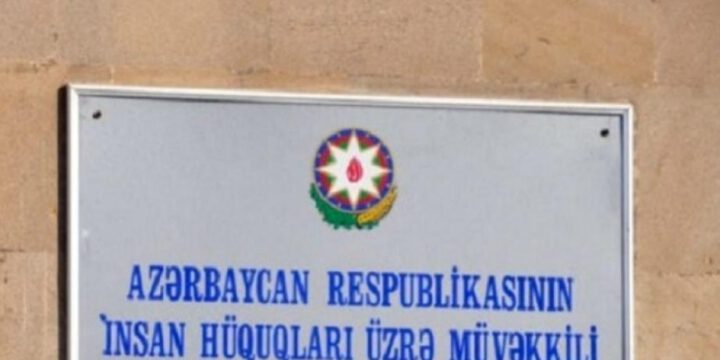 AZƏRBAYCAN RESPUBLİKASININ
İNSAN HÜQUQLARI ÜZRƏ MÜVƏKKİLİ